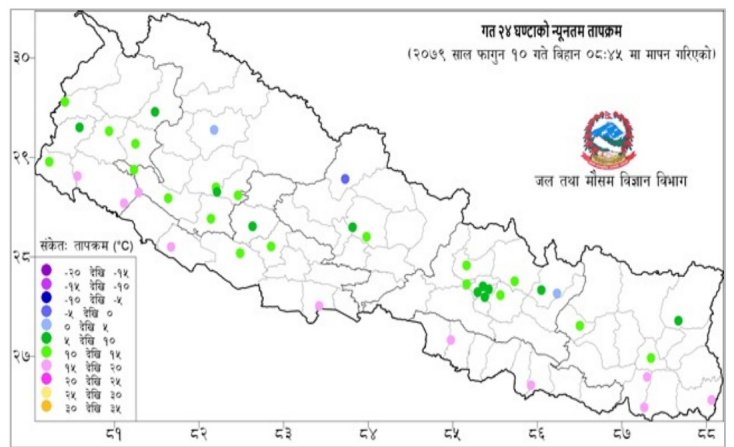 गत २४ घण्टाको न्यूनतम तापक्रम
(२०७९ साल फागुन १० गते बिहान ०८:४५ मा मापन गरिएको)
जल तथा मौसम विज्ञान विभाग
३०
२९
२८
२७
संकेतः तापक्रम (°C)
-२० देखि -१५
-१५ देखि -१०
-१० देखि -५
-५ देखि ०
० देखि ५
५ देखि १०
१० देखि १५
१५ देखि २०
२० देखि २५
२५ देखि ३०
३० देखि ३५
८१ ८२ ८३ ८४ ८५ ८६ ८७ ८८